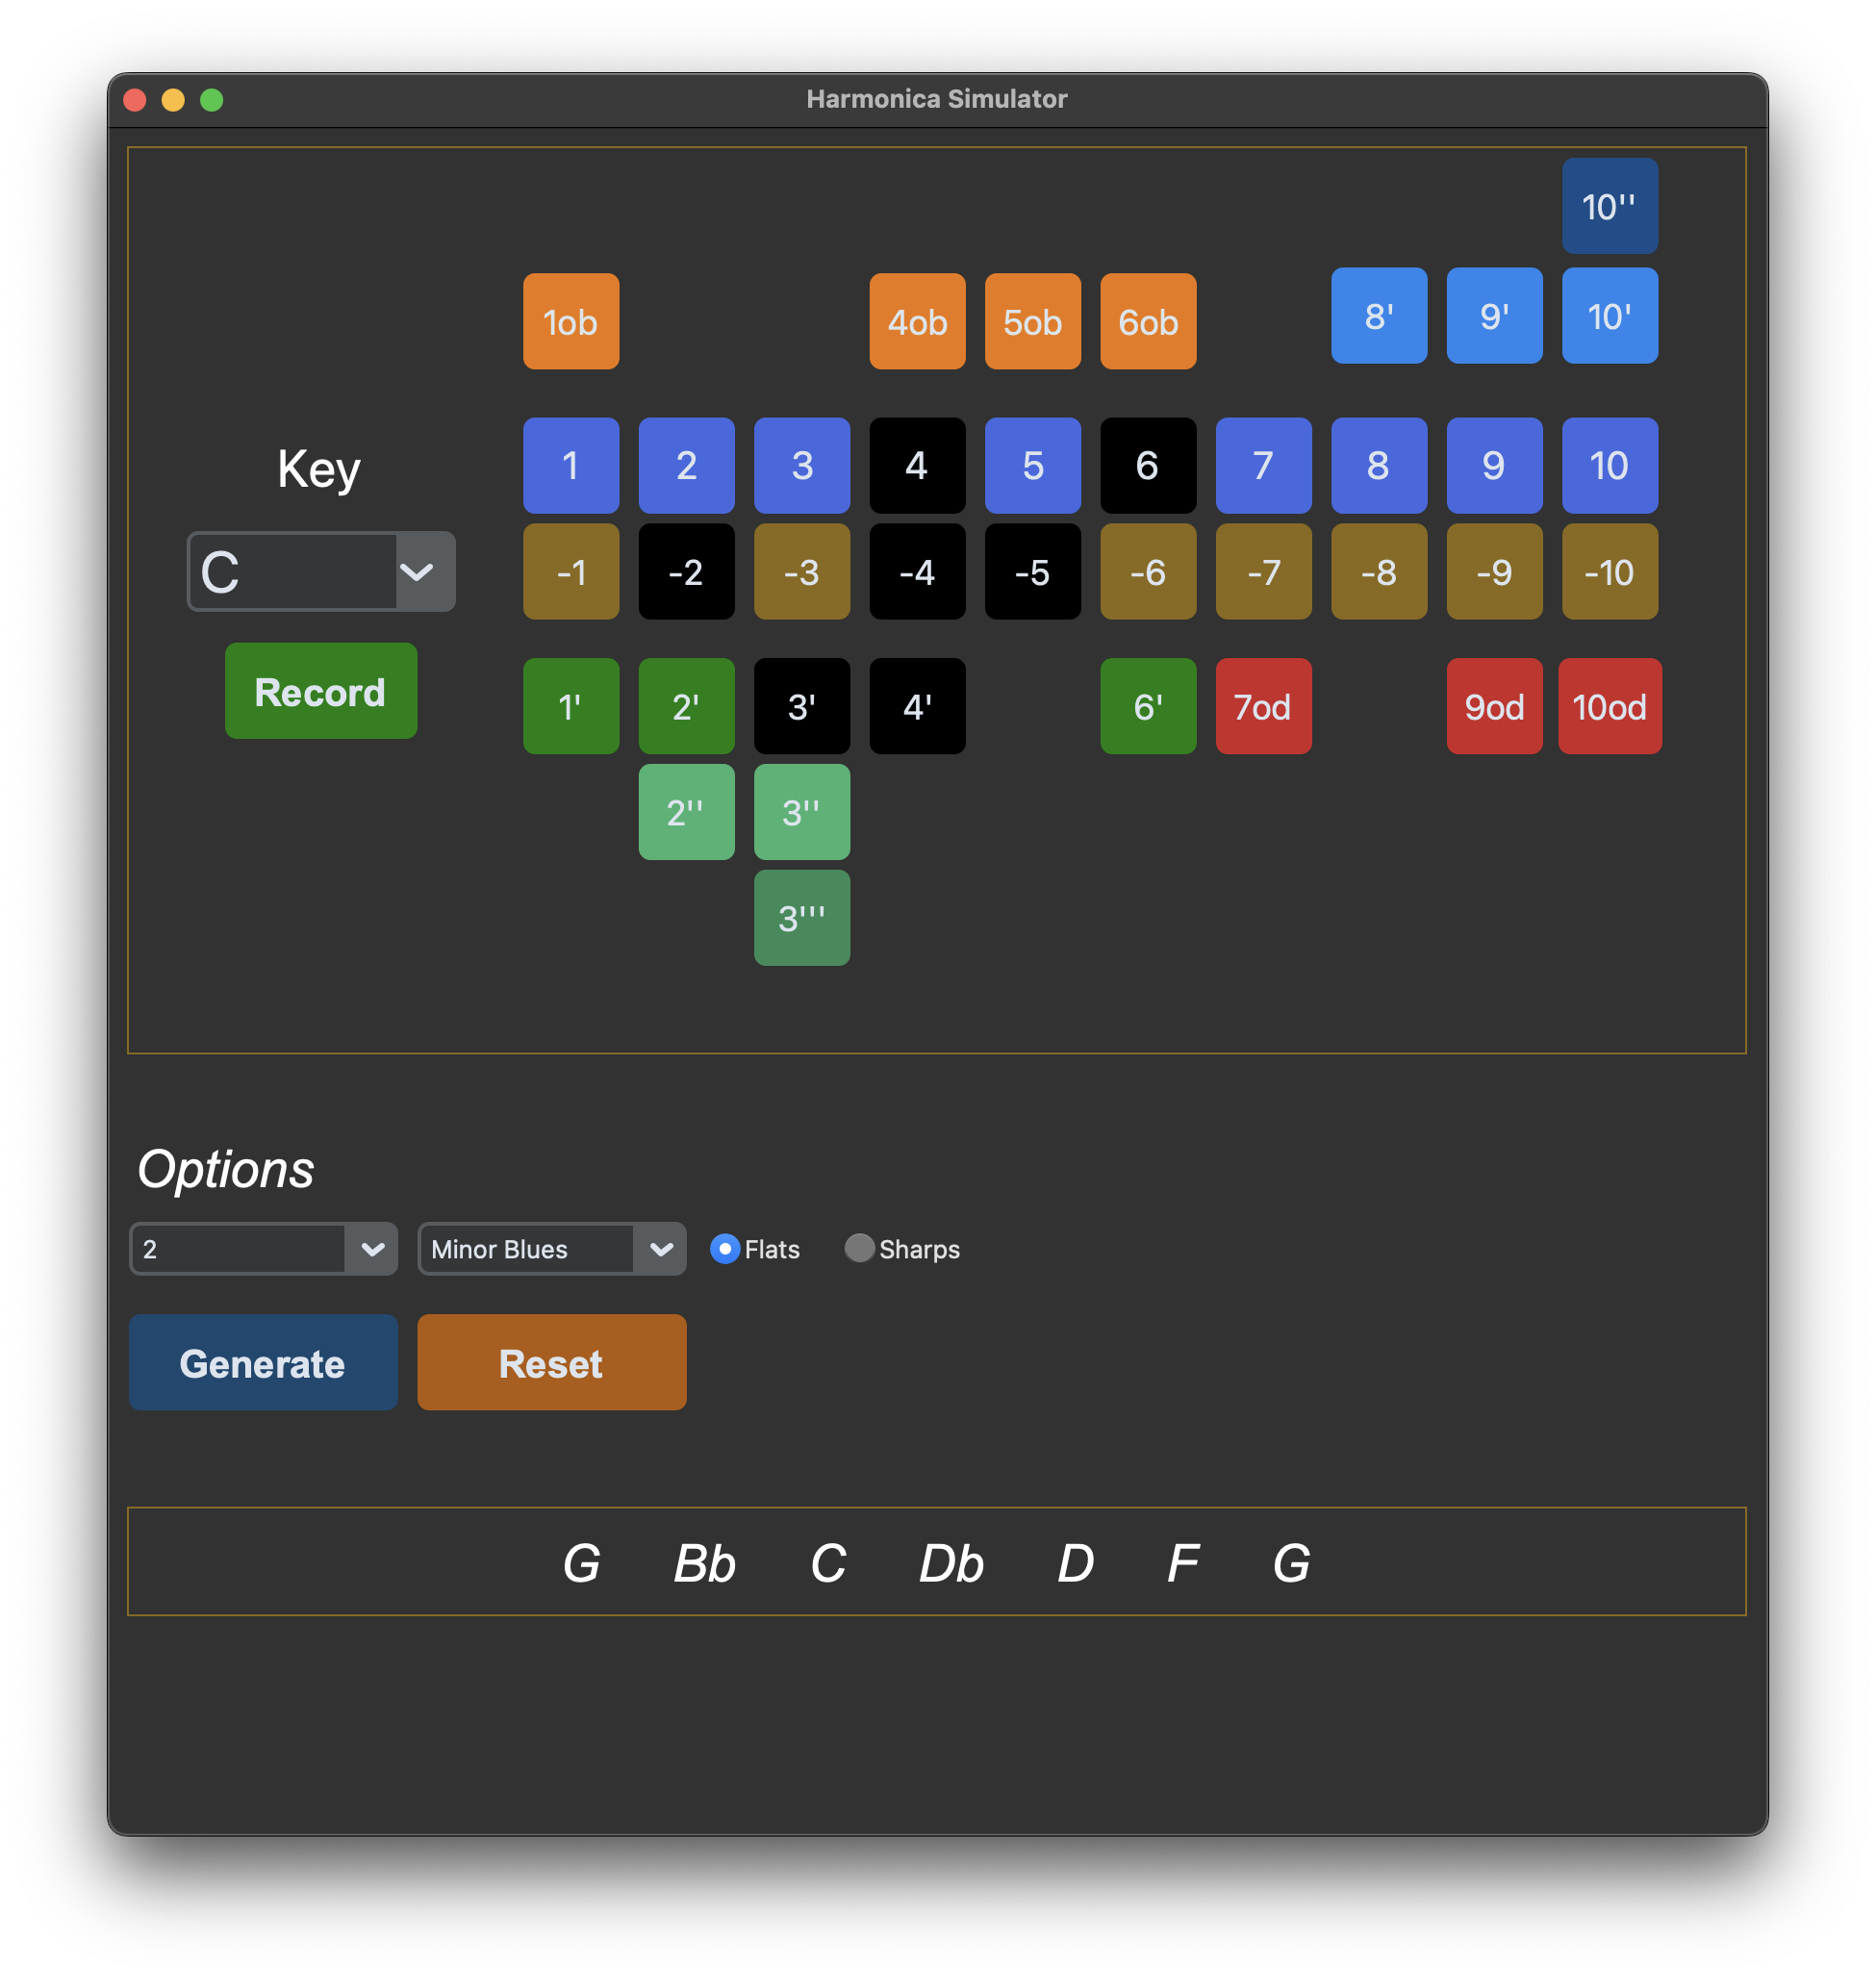 Harmonica Simulator
10''
1ob 4ob 5ob 6ob 8' 9' 10'
Key 1 2 3 4 5 6 7 8 9 10
C -1 -2 -3 -4 -5 -6 -7 -8 -9 -10
Record 1' 2' 3' 4' 6' 7od 9od 10od
2'' 3''
3'''
Options
2 Minor Blues Flats Sharps
Generate Reset
G Bb C Db D F G